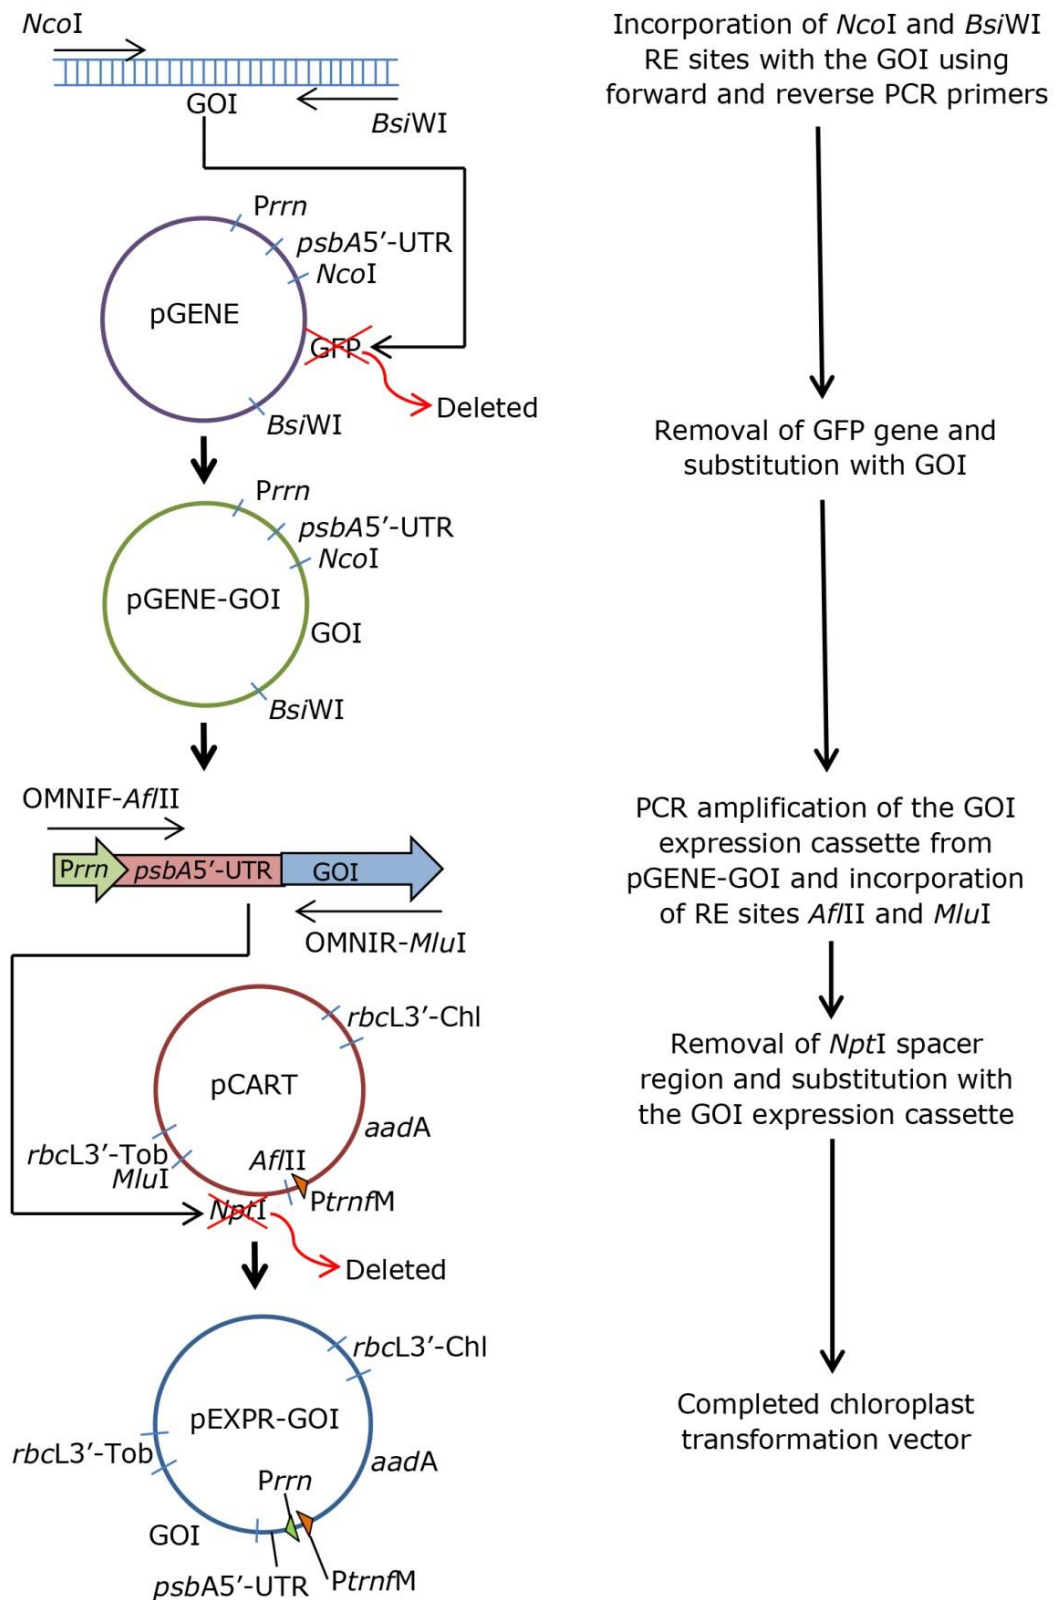 NcoI
GOI
BsiWI
Incorporation of NcoI and BsiWI
RE sites with the GOI using
forward and reverse PCR primers
Prrn
psbA5′-UTR
NcoI
pGENE
GFP
Deleted
BsiWI
Removal of GFP gene and
substitution with GOI
Prrn
psbA5′-UTR
NcoI
pGENE-GOI
GOI
BsiWI
OMNIF-AflII
Prrn
psbA5′-UTR
GOI
OMNIR-MluI
PCR amplification of the GOI
expression cassette from
pGENE-GOI and incorporation
of RE sites AflII and MluI
rbcL3′-Chl
pCART
aadA
rbcL3′-Tob
MluI
AflII
PtrnfM
NptI
Deleted
Removal of NptI spacer
region and substitution with
the GOI expression cassette
rbcL3′-Chl
pEXPR-GOI
rbcL3′-Tob
aadA
Prrn
GOI
psbA5′-UTR
PtrnfM
Completed chloroplast
transformation vector